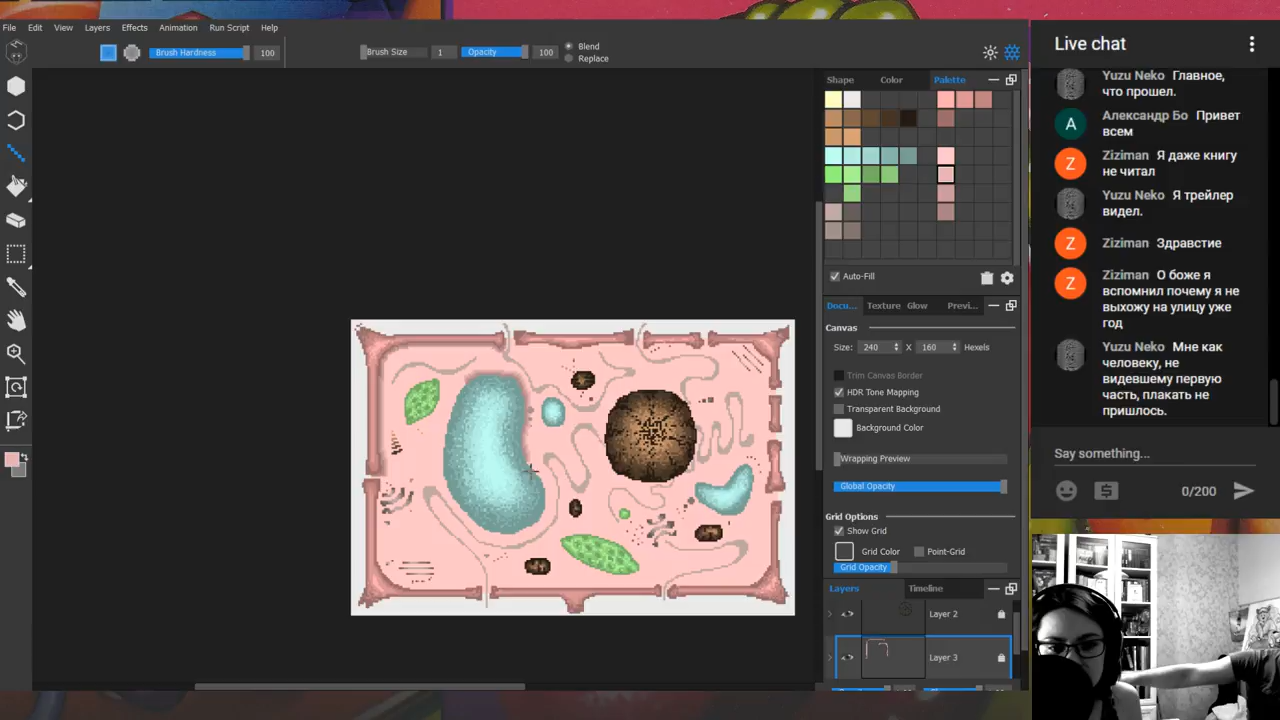 File Edit View Layers Effects Animation Run Script Help
Brush Hardness 100 Brush Size 1 Opacity 100 Blend
Replace
Shape Color Palette
Auto-Fill
Docu... Texture Glow Previ...
Canvas
Size: 240 X 160 Hexels
Trim Canvas Border
HDR Tone Mapping
Transparent Background
Background Color
Wrapping Preview
Global Opacity
Grid Options
Show Grid
Grid Color Point-Grid
Grid Opacity
Layers Timeline
Layer 2
Layer 3
Live chat
Yuzu Neko Главное,
что прошел.
A Александр Бо Привет
всем
Z Ziziman Я даже книгу
не читал
Yuzu Neko Я трейлер
видел.
Z Ziziman Здравстие
Z Ziziman О боже я
вспомнил почему я не
выхожу на улицу уже
год
Yuzu Neko Мне как
человеку, не
видевшему первую
часть, плакать не
пришлось.
Say something...
0/200